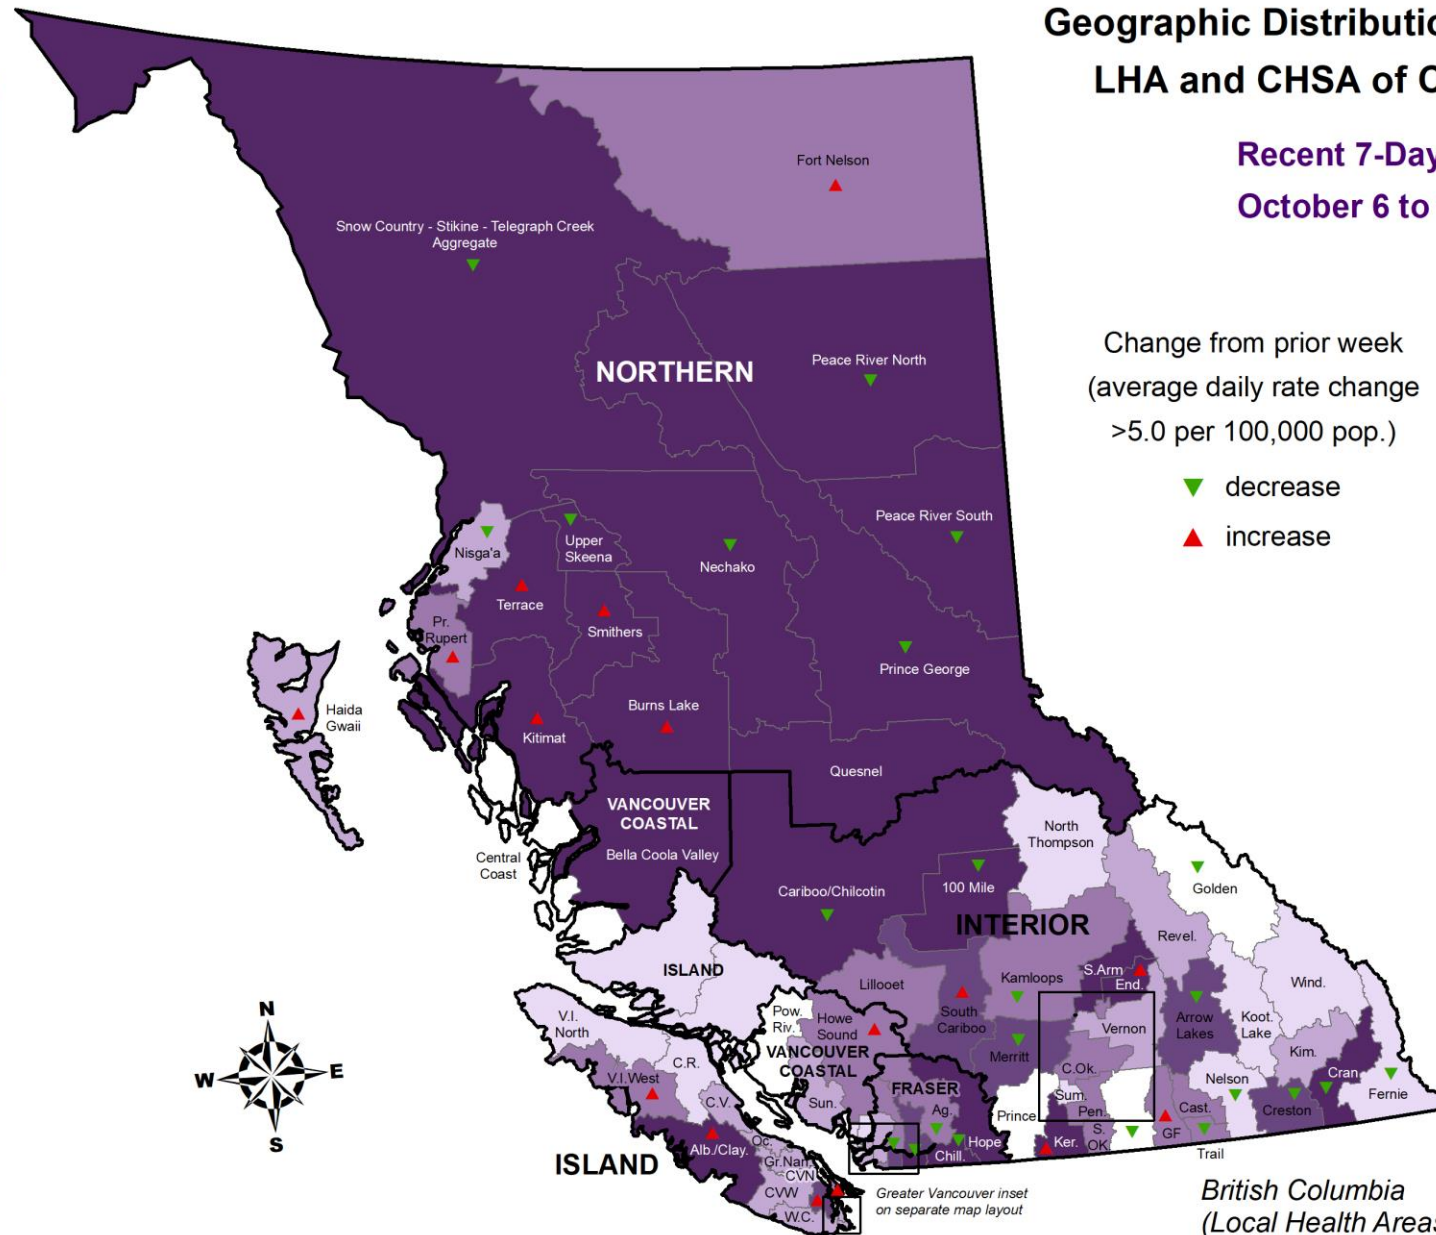 Geographic Distributio
LHA and CHSA of C
Recent 7-Day
October 6 to
Change from prior week
(average daily rate change
>5.0 per 100,000 pop.)
decrease
increase
Fort Nelson
Snow Country - Stikine - Telegraph Creek
Aggregate
NORTHERN
Peace River North
Peace River South
Nisga'a
Upper
Skeena
Nechako
Terrace
Smithers
Pr.
Rupert
Prince George
Haida
Gwaii
Burns Lake
Kitimat
Quesnel
VANCOUVER
COASTAL
Bella Coola Valley
Central
Coast
North
Thompson
Cariboo/Chilcotin
100 Mile
Golden
INTERIOR
Revel.
ISLAND
Lillooet
Kamloops
S.Arm
End.
Wind.
V.I.
North
Pow.
Riv.
Howe
Sound
South
Cariboo
Arrow
Lakes
Koot.
Lake
Vernon
VANCOUVER
COASTAL
Merritt
Kim.
C.R.
C.Ok.
V.I.West
FRASER
Nelson
Cran.
Fernie
Sum.
C.V.
Sun.
Ag.
Prince
Pen.
Cast.
Creston
S.
OK
GF
Oc.
Alb./Clay.
Hope
Ker.
Chill.
Trail
Gr.Nan.
CVN
ISLAND
CVW
W.C.
Greater Vancouver inset
on separate map layout
N
W
E
S
British Columbia
(Local Health Areas